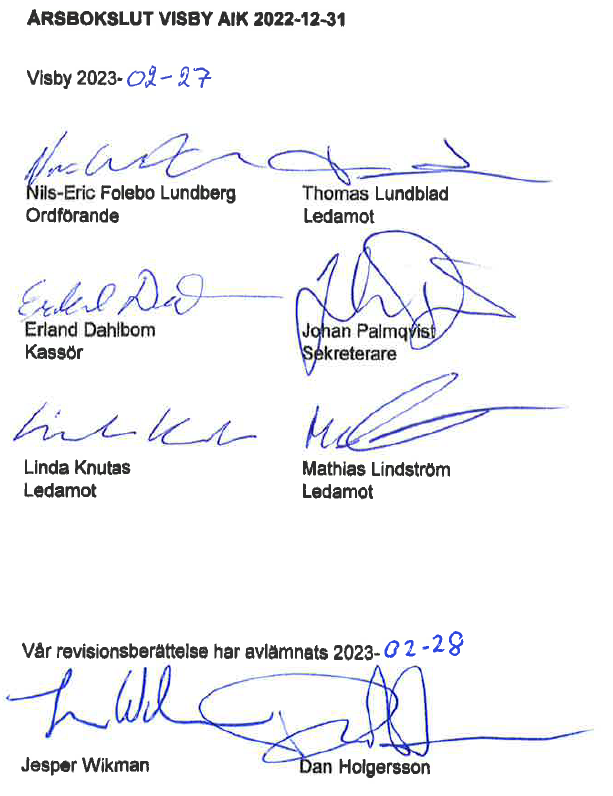 ÅRSBOKSLUT VISBY AIK 2022-12-31
Visby 2023-02-27
Nils-Eric Folebo Lundberg
Ordförande
Thomas Lundblad
Ledamot
Erland Dahlbom
Kassör
Johan Palmqvist
Sekreterare
Linda Knutas
Ledamot
Mathias Lindström
Ledamot
Vår revisionsberättelse har avlämnats 2023-02-28
Jesper Wikman
Dan Holgersson